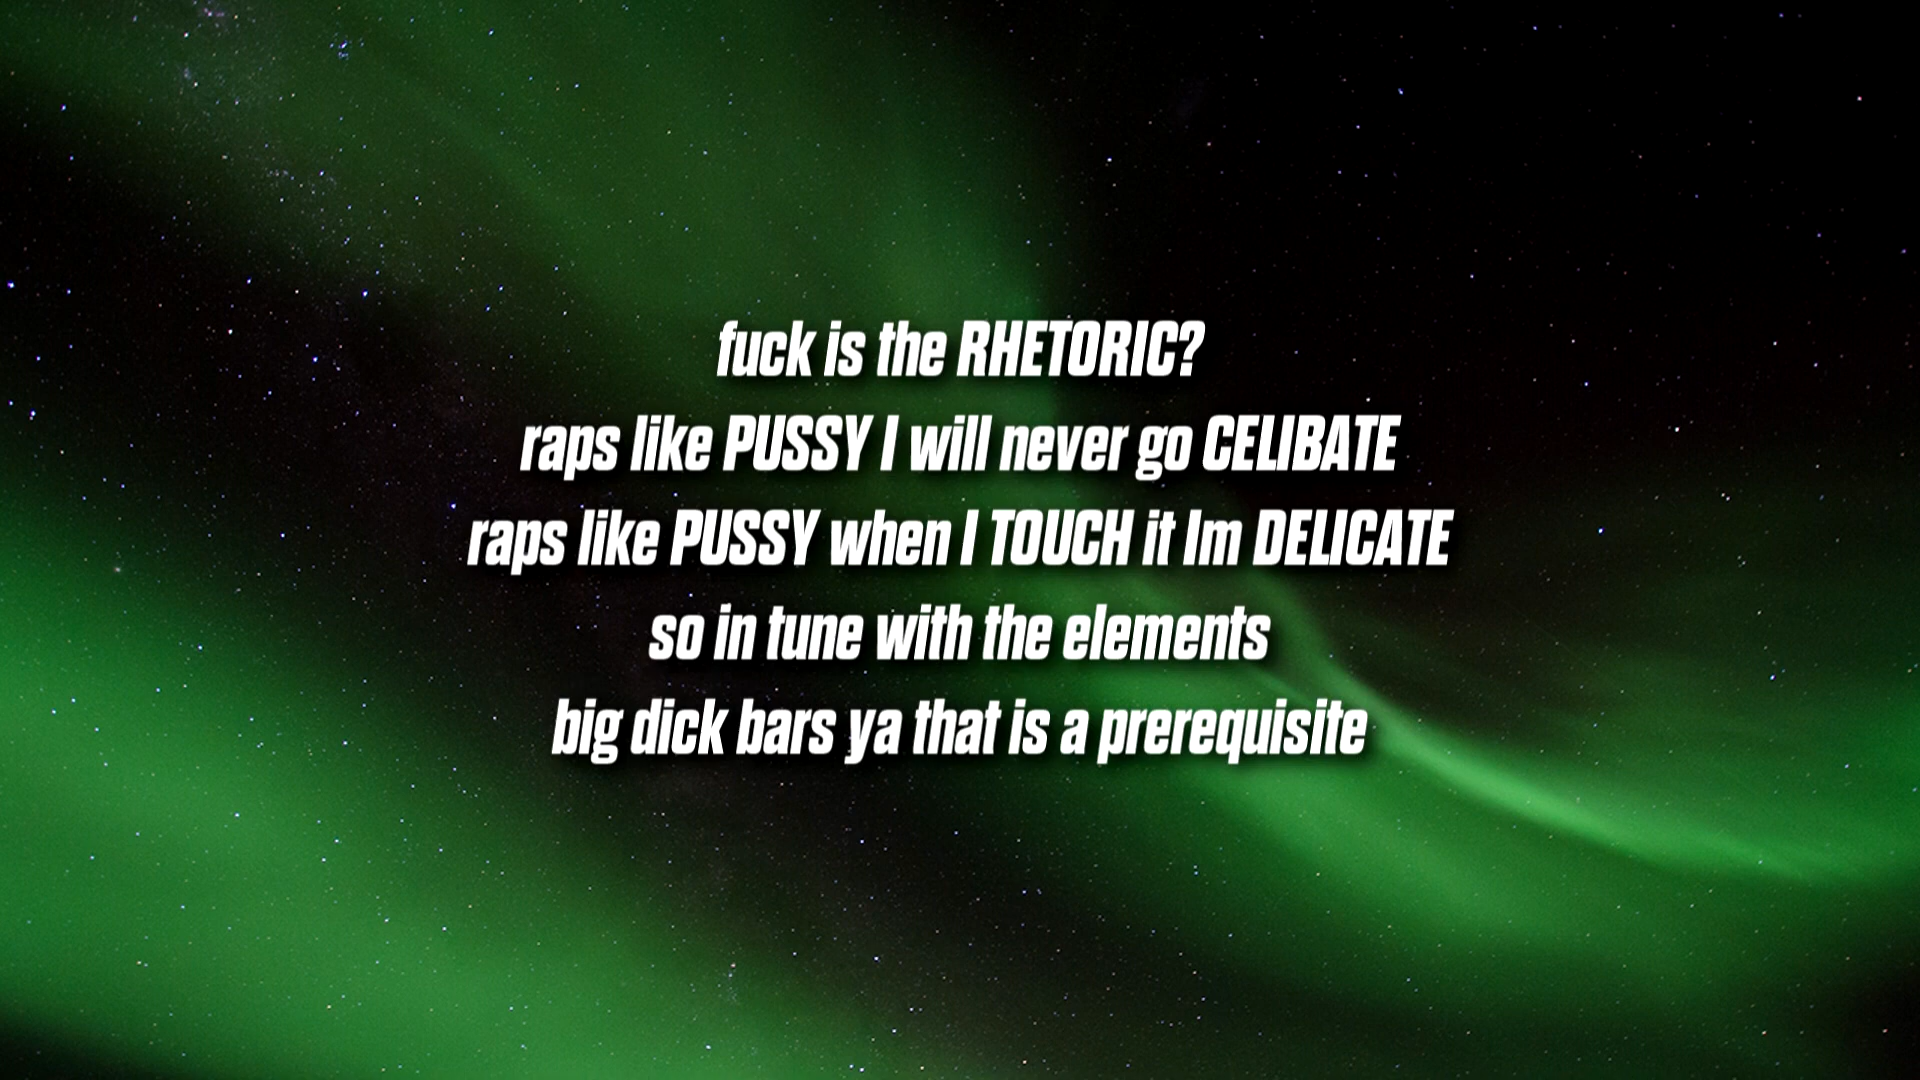 fuck is the RHETORIC?
raps like PUSSY I will never go CELIBATE
raps like PUSSY when I TOUCH it Im DELICATE
so in tune with the elements
big dick bars ya that is a prerequisite